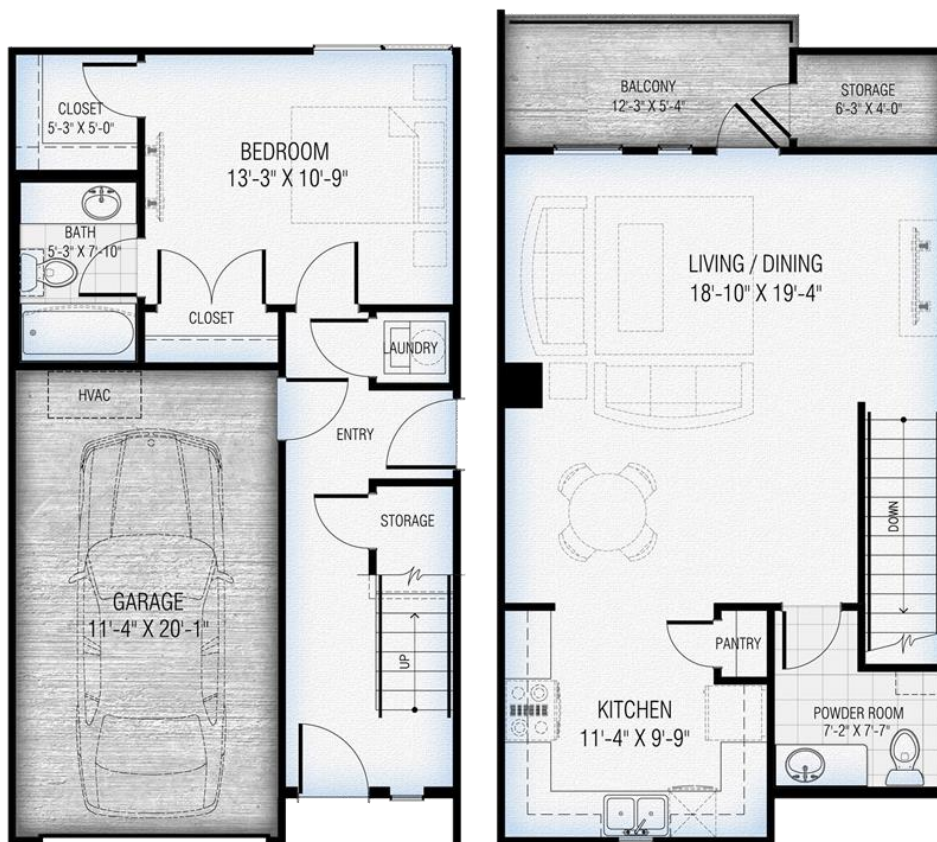 CLOSET
5'-3" X 5'-0"
BEDROOM
13'-3" X 10'-9"
BATH
5'-3" X 7'-10"
CLOSET
LAUNDRY
HVAC
ENTRY
STORAGE
GARAGE
11'-4" X 20'-1"
UP
BALCONY
12'-3" X 5'-4"
STORAGE
6'-3" X 4'-0"
LIVING / DINING
18'-10" X 19'-4"
DOWN
PANTRY
KITCHEN
11'-4" X 9'-9"
POWDER ROOM
7'-2" X 7'-7"